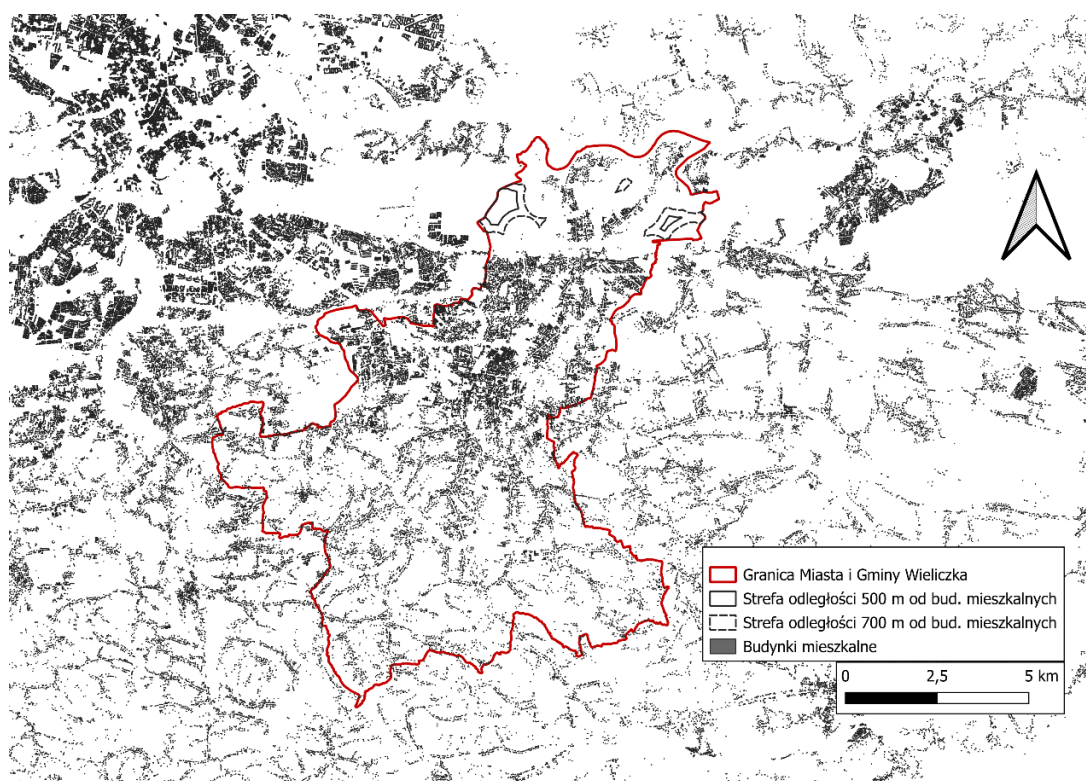 Granica Miasta i Gminy Wieliczka
Strefa odległości 500 m od bud. mieszkalnych
Strefa odległości 700 m od bud. mieszkalnych
Budynki mieszkalne
0 2,5 5 km